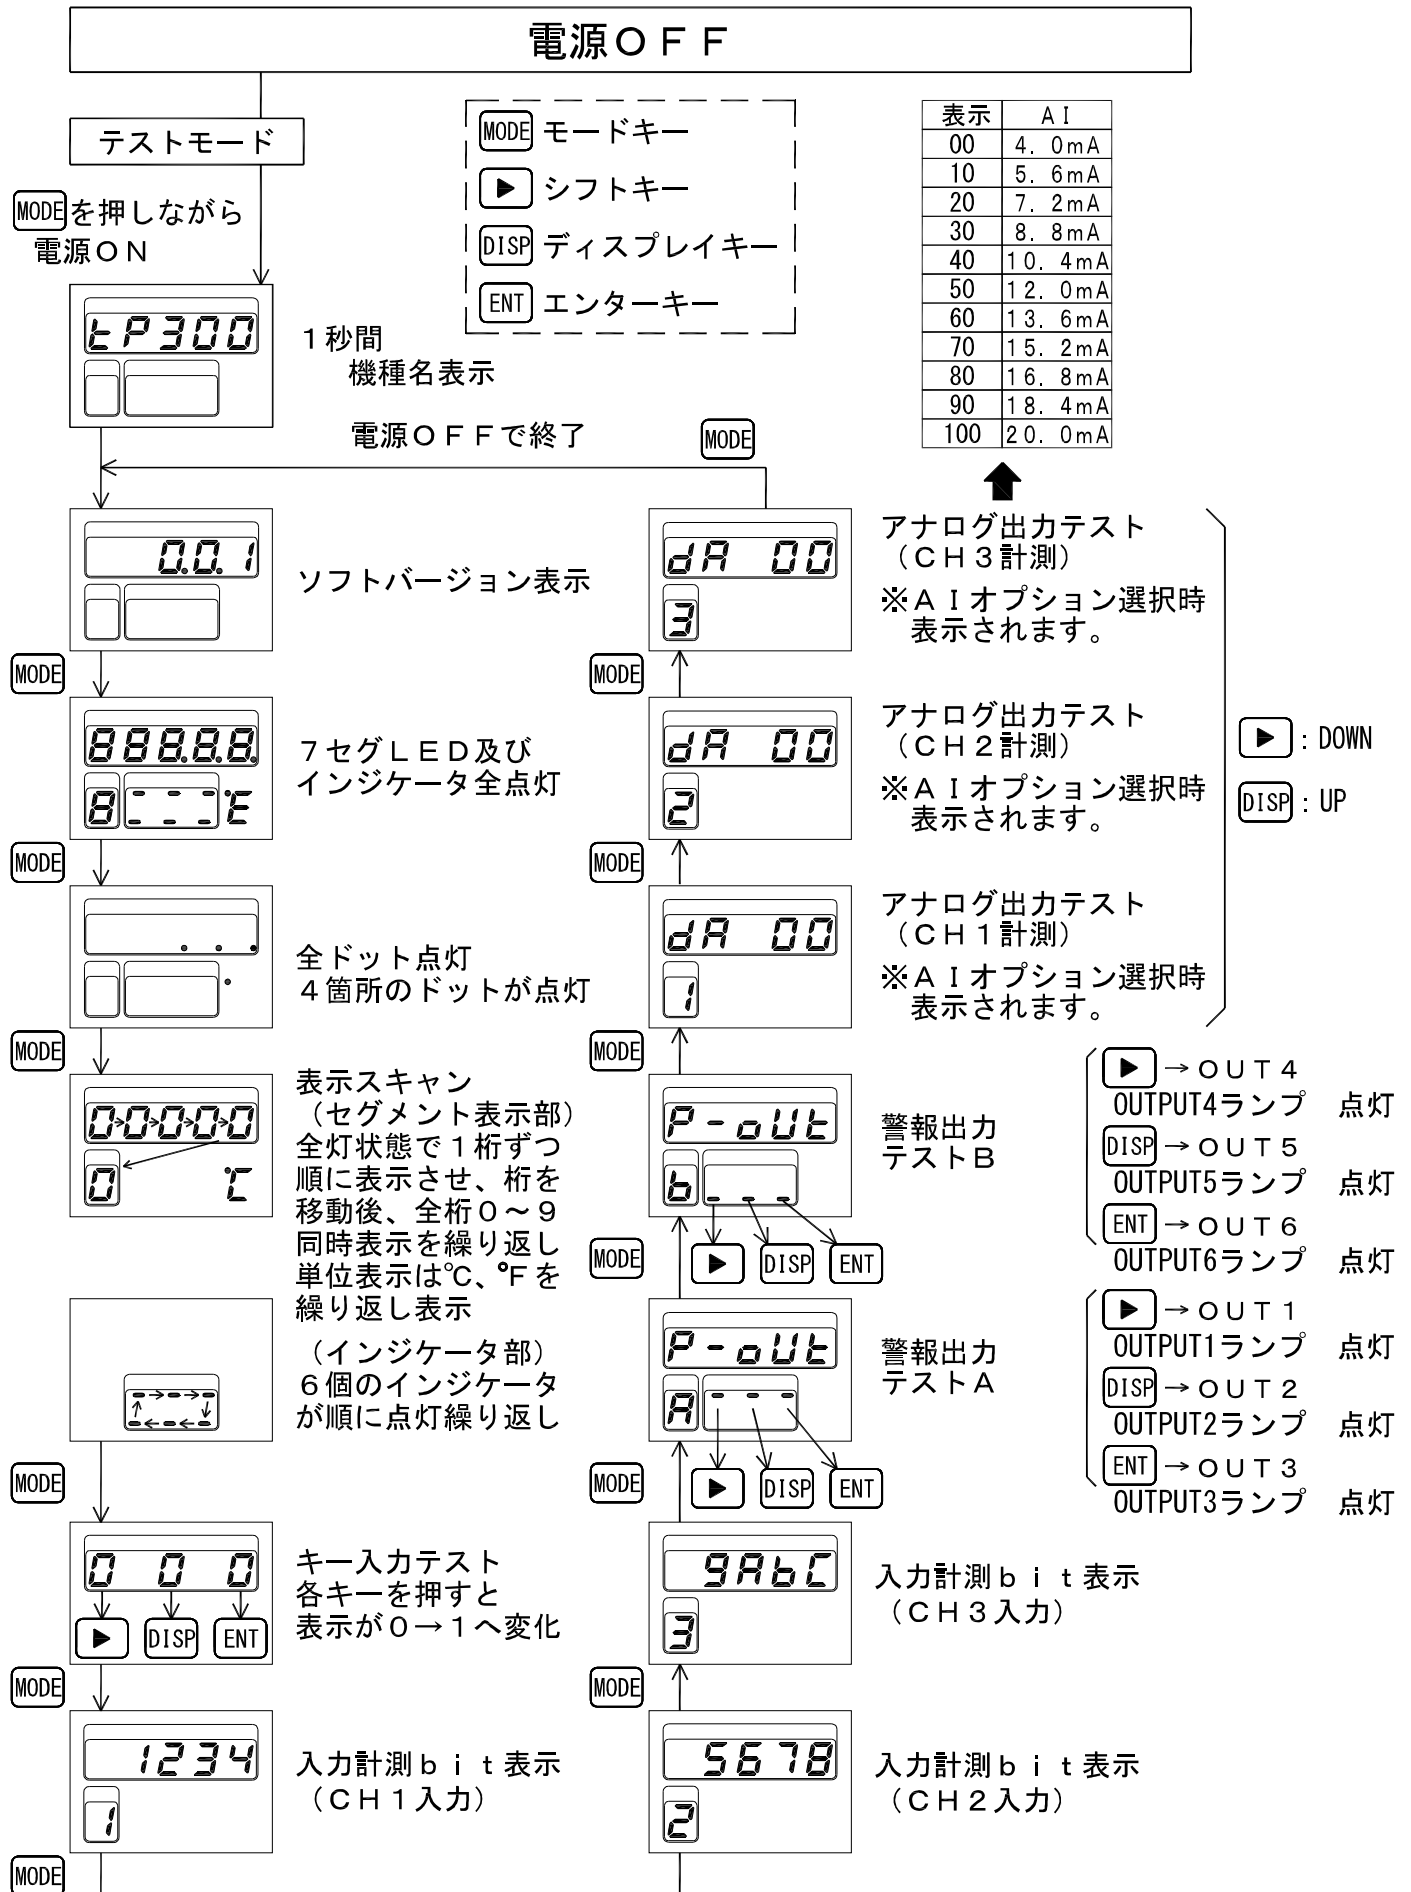 電源OFF
テストモード
MODEを押しながら
電源ON
MODE モードキー
▶ シフトキー
DISP ディスプレイキー
ENT エンターキー
表示 AI
00 4.0mA
10 5.6mA
20 7.2mA
30 8.8mA
40 10.4mA
50 12.0mA
60 13.6mA
70 15.2mA
80 16.8mA
90 18.4mA
100 20.0mA
tP300
1秒間
機種名表示
電源OFFで終了
0.0.1
ソフトバージョン表示
MODE
888.8.8.
8 °E
7セグLED及び
インジケータ全点灯
MODE
全ドット点灯
4箇所のドットが点灯
MODE
0→0→0→0→0
0 ℃
表示スキャン
(セグメント表示部)
全灯状態で1桁ずつ
順に表示させ、桁を
移動後、全桁0~9
同時表示を繰り返し
単位表示は℃、°Fを
繰り返し表示
(インジケータ部)
6個のインジケータ
が順に点灯繰り返し
MODE
0 0 0
▶ DISP ENT
キー入力テスト
各キーを押すと
表示が0→1へ変化
MODE
1234
1
入力計測bit表示
(CH1入力)
MODE
MODE
dA 00
3
アナログ出力テスト
(CH3計測)
※AIオプション選択時
表示されます。
MODE
dA 00
2
アナログ出力テスト
(CH2計測)
※AIオプション選択時
表示されます。
▶:DOWN
DISP:UP
MODE
dA 00
1
アナログ出力テスト
(CH1計測)
※AIオプション選択時
表示されます。
MODE
P-oUt
b
警報出力
テストB
▶→OUT4
OUTPUT4ランプ 点灯
DISP→OUT5
OUTPUT5ランプ 点灯
ENT→OUT6
OUTPUT6ランプ 点灯
MODE ▶ DISP ENT
P-oUt
A
警報出力
テストA
▶→OUT1
OUTPUT1ランプ 点灯
DISP→OUT2
OUTPUT2ランプ 点灯
ENT→OUT3
OUTPUT3ランプ 点灯
MODE ▶ DISP ENT
9AbC
3
入力計測bit表示
(CH3入力)
MODE
5678
2
入力計測bit表示
(CH2入力)